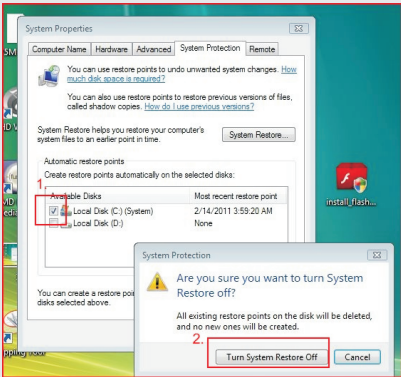 System Properties
Computer Name Hardware Advanced System Protection Remote
You can use restore points to undo unwanted system changes. How
much disk space is required?
You can also use restore points to restore previous versions of files,
called shadow copies. How do I use previous versions?
System Restore helps you restore your computer's
system files to an earlier point in time.
System Restore...
Automatic restore points
Create restore points automatically on the selected disks:
1.
Available Disks Most recent restore point
Local Disk (C:) (System) 2/14/2011 3:59:20 AM
Local Disk (D:) None
install_flash...
You can create a restore poi
disks selected above.
System Protection
Are you sure you want to turn System
Restore off?
All existing restore points on the disk will be deleted,
and no new ones will be created.
2.
Turn System Restore Off Cancel